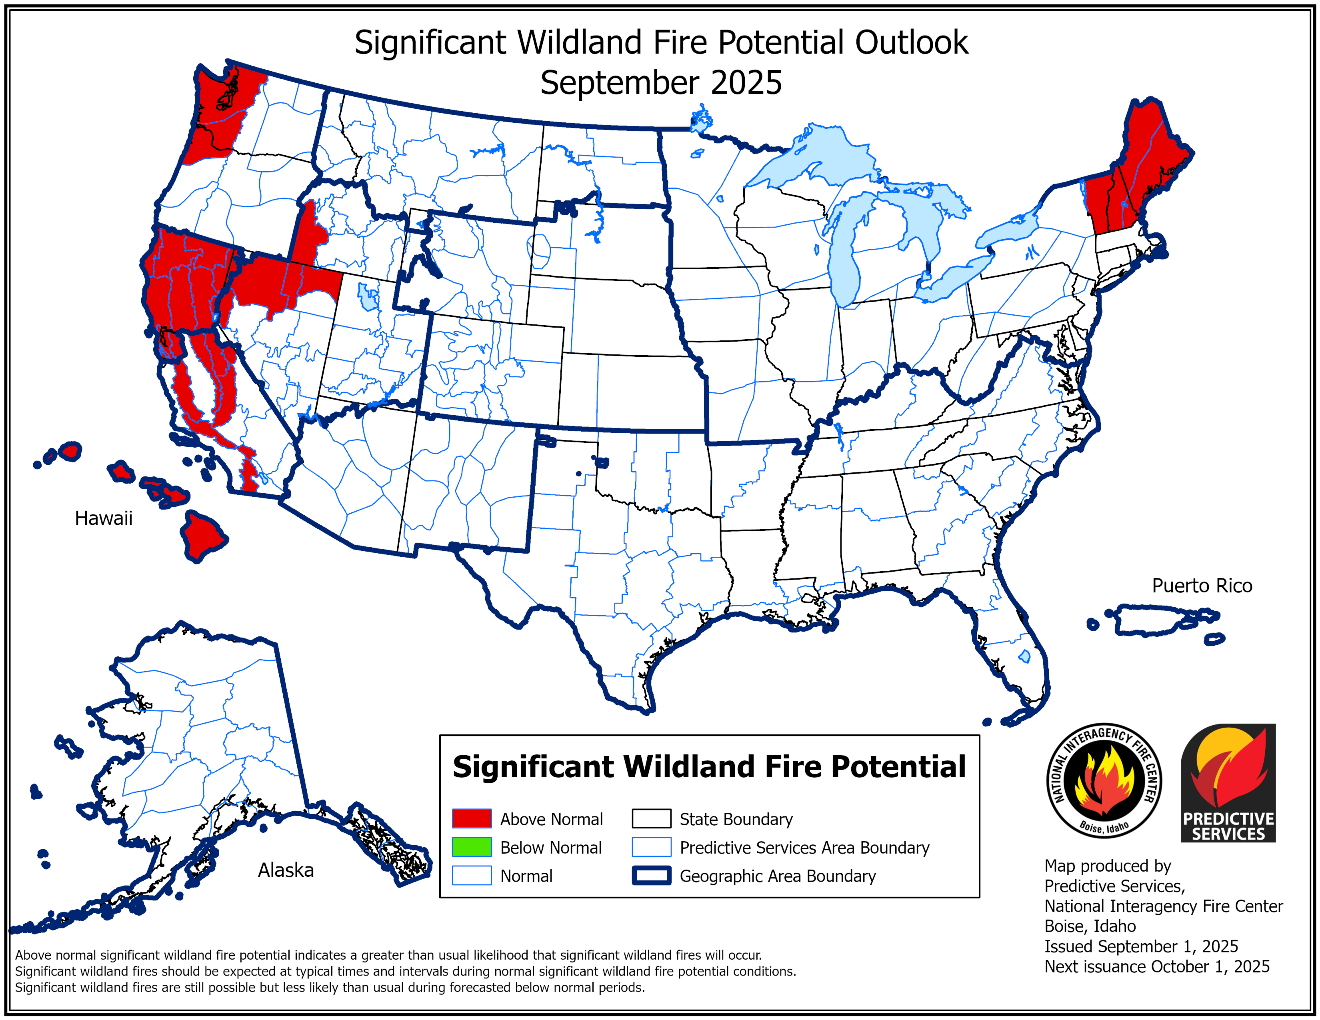 Significant Wildland Fire Potential Outlook
September 2025
Hawaii
Puerto Rico
Alaska
Significant Wildland Fire Potential
Above Normal
State Boundary
Below Normal
Predictive Services Area Boundary
Normal
Geographic Area Boundary
NATIONAL INTERAGENCY FIRE CENTER
Boise, Idaho
PREDICTIVE
SERVICES
Map produced by
Predictive Services,
National Interagency Fire Center
Boise, Idaho
Issued September 1, 2025
Next issuance October 1, 2025
Above normal significant wildland fire potential indicates a greater than usual likelihood that significant wildland fires will occur.
Significant wildland fires should be expected at typical times and intervals during normal significant wildland fire potential conditions.
Significant wildland fires are still possible but less likely than usual during forecasted below normal periods.